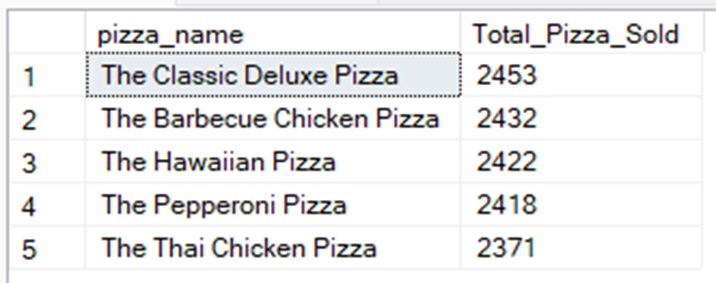 pizza_name Total_Pizza_Sold
1 The Classic Deluxe Pizza 2453
2 The Barbecue Chicken Pizza 2432
3 The Hawaiian Pizza 2422
4 The Pepperoni Pizza 2418
5 The Thai Chicken Pizza 2371